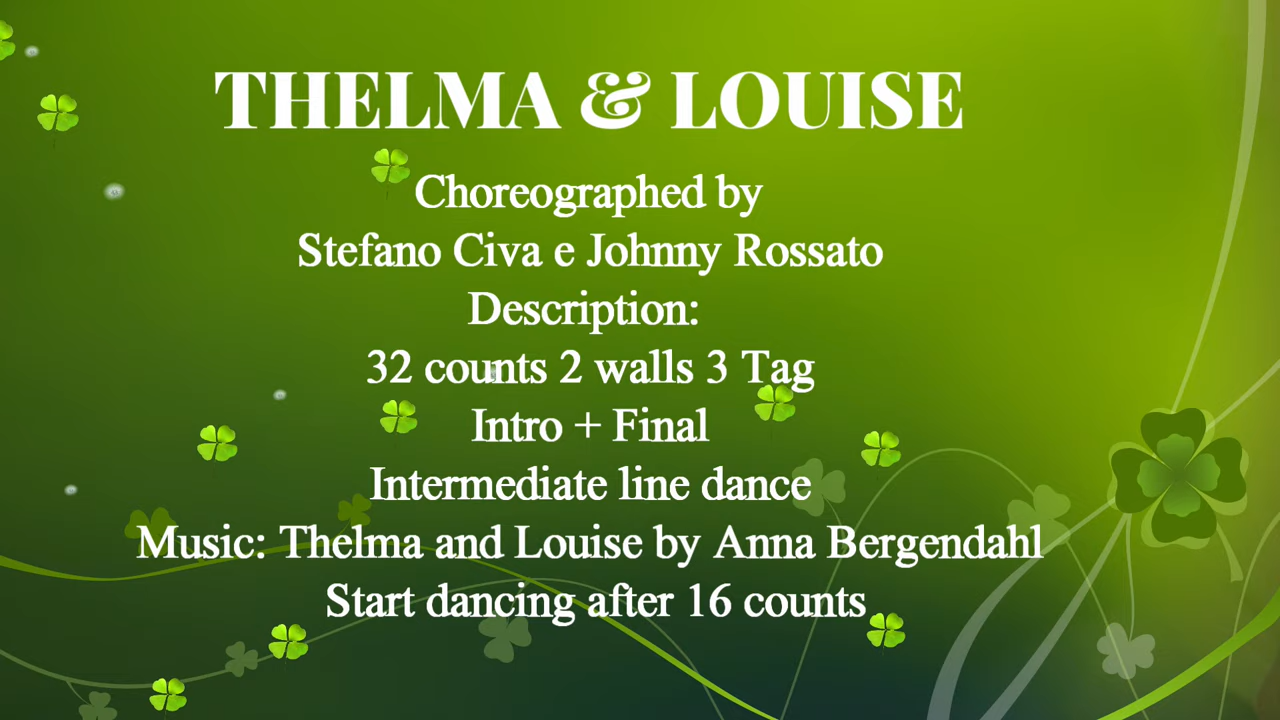 THELMA & LOUISE
Choreographed by
Stefano Civa e Johnny Rossato
Description:
32 counts 2 walls 3 Tag
Intro + Final
Intermediate line dance
Music: Thelma and Louise by Anna Bergendahl
Start dancing after 16 counts